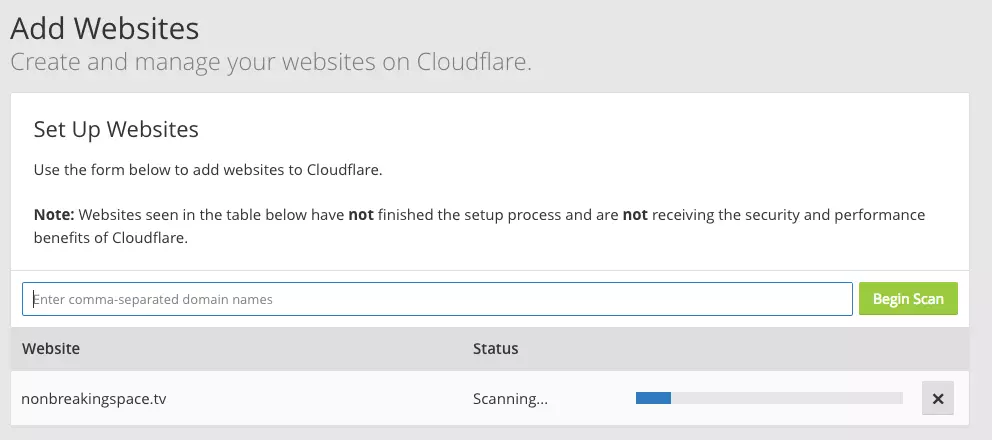 Add Websites
Create and manage your websites on Cloudflare.
Set Up Websites
Use the form below to add websites to Cloudflare.
Note: Websites seen in the table below have not finished the setup process and are not receiving the security and performance
benefits of Cloudflare.
Enter comma-separated domain names
Begin Scan
Website
Status
nonbreakingspace.tv
Scanning...